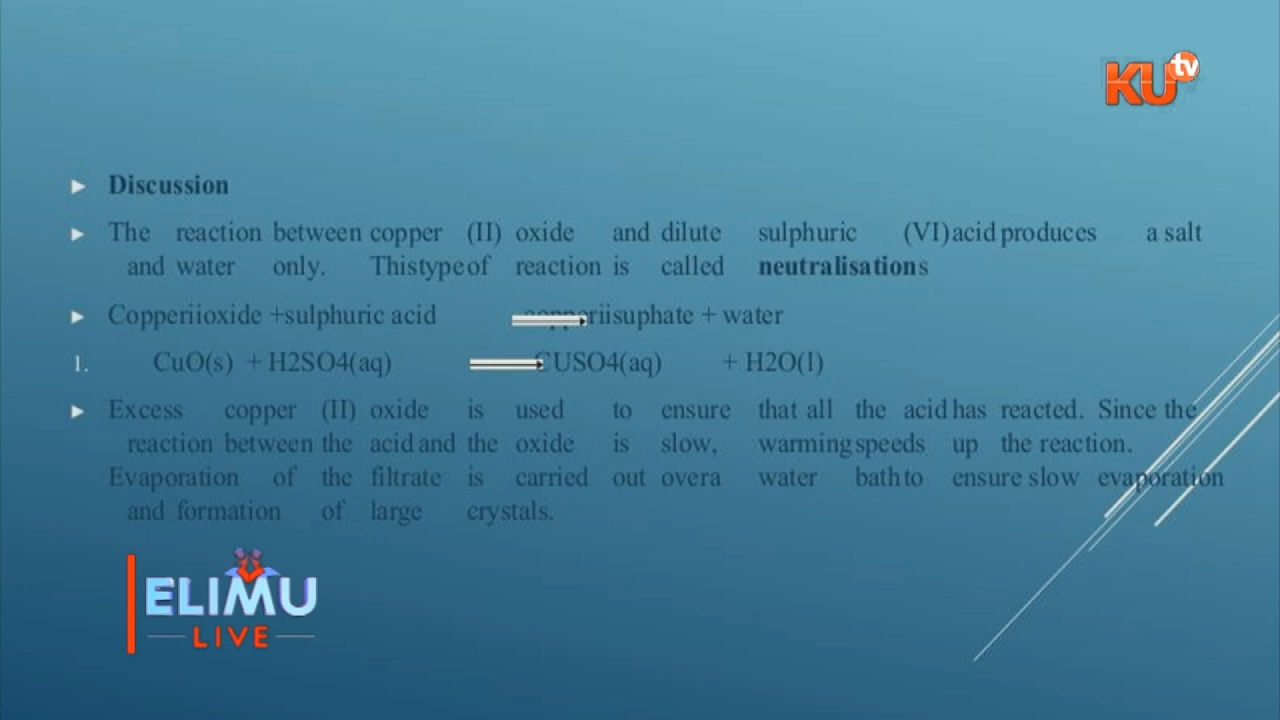 KU tv
Discussion
The reaction between copper (II) oxide and dilute sulphuric (VI)acid produces a salt
and water only. Thistypeof reaction is called neutralisations
Copperiioxide +sulphuric acid copperiisuphate + water
1. CuO(s) + H2SO4(aq) CUSO4(aq) + H2O(l)
Excess copper (II) oxide is used to ensure that all the acid has reacted. Since the
reaction between the acid and the oxide is slow, warming speeds up the reaction.
Evaporation of the filtrate is carried out overa water bath to ensure slow evaporation
and formation of large crystals.
ELIMU
LIVE